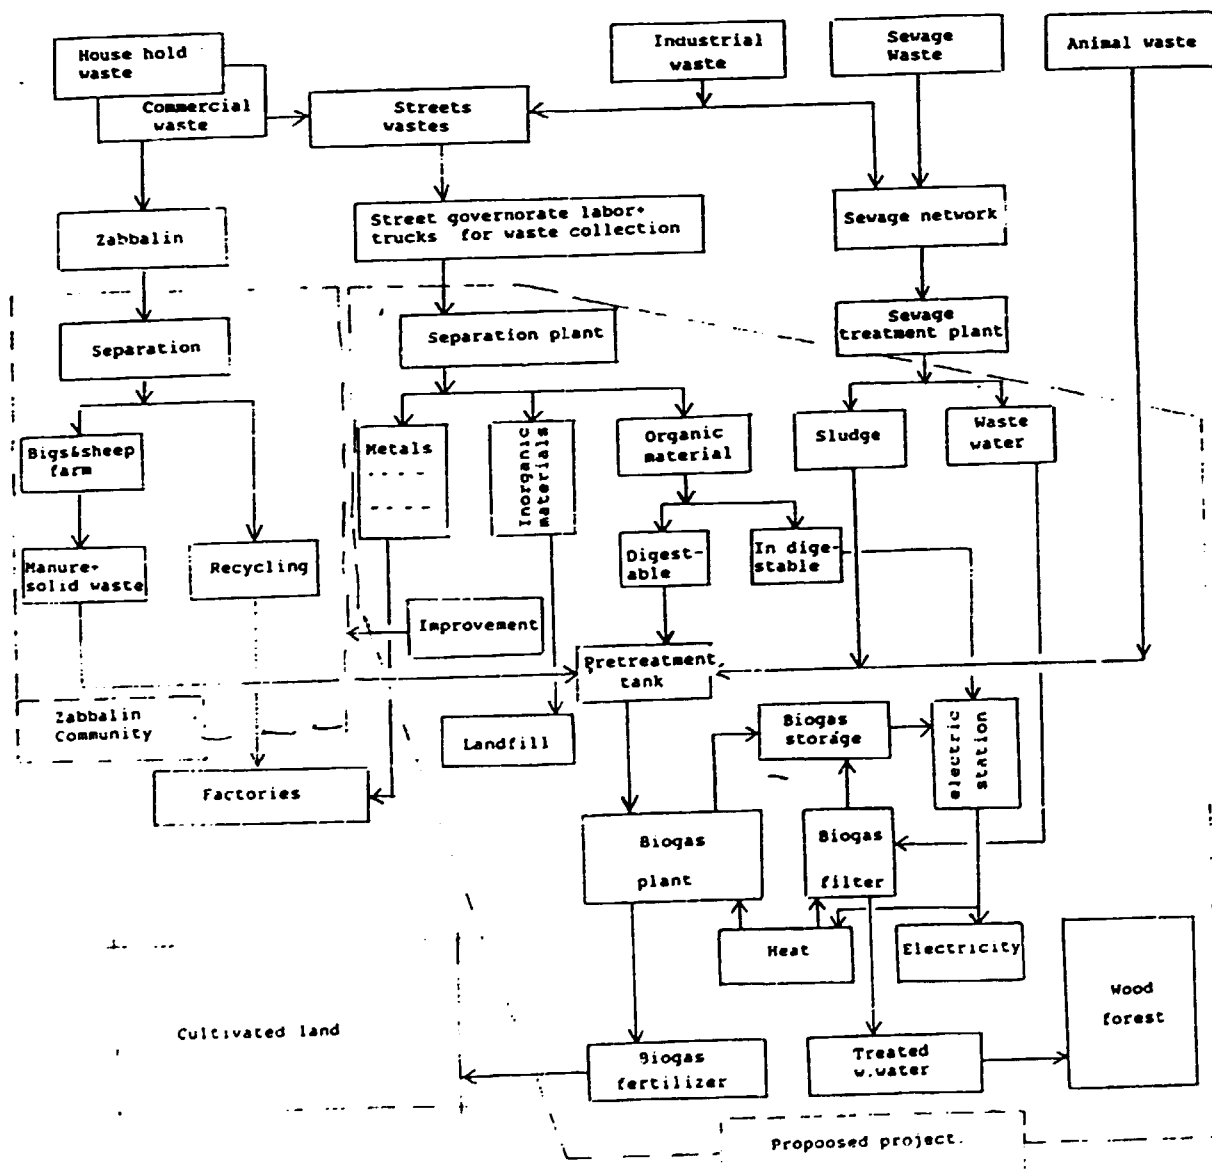 House hold
waste
Commercial
waste
Streets
wastes
Industrial
waste
Sewage
Waste
Animal waste
Zabbalin
Street governorate labor+
trucks for waste collection
Sewage network
Separation
Separation plant
Sewage
treatment plant
Bigs&sheep
farm
Metals
Inorganic
materials
Organic
material
Sludge
Waste
water
Manure+
solid waste
Recycling
Digest-
able
In dige-
stable
Improvement
Pretreatment
tank
Zabbalin
Community
Landfill
Biogas
storage
electric
station
Factories
Biogas
plant
Biogas
filter
Heat
Electricity
Wood
forest
Cultivated land
Biogas
fertilizer
Treated
w.water
Propoosed project.